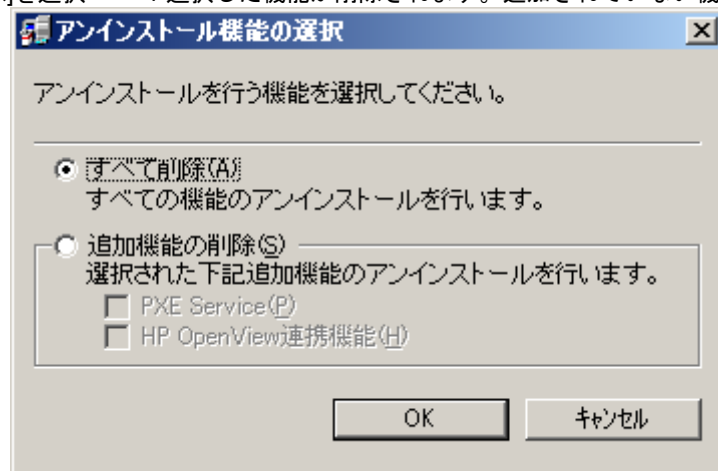 アンインストール機能の選択
アンインストールを行う機能を選択してください。
すべて削除(A)
すべての機能のアンインストールを行います。
追加機能の削除(S)
選択された下記追加機能のアンインストールを行います。
PXE Service(P)
HP OpenView連携機能(H)
OK
キャンセル